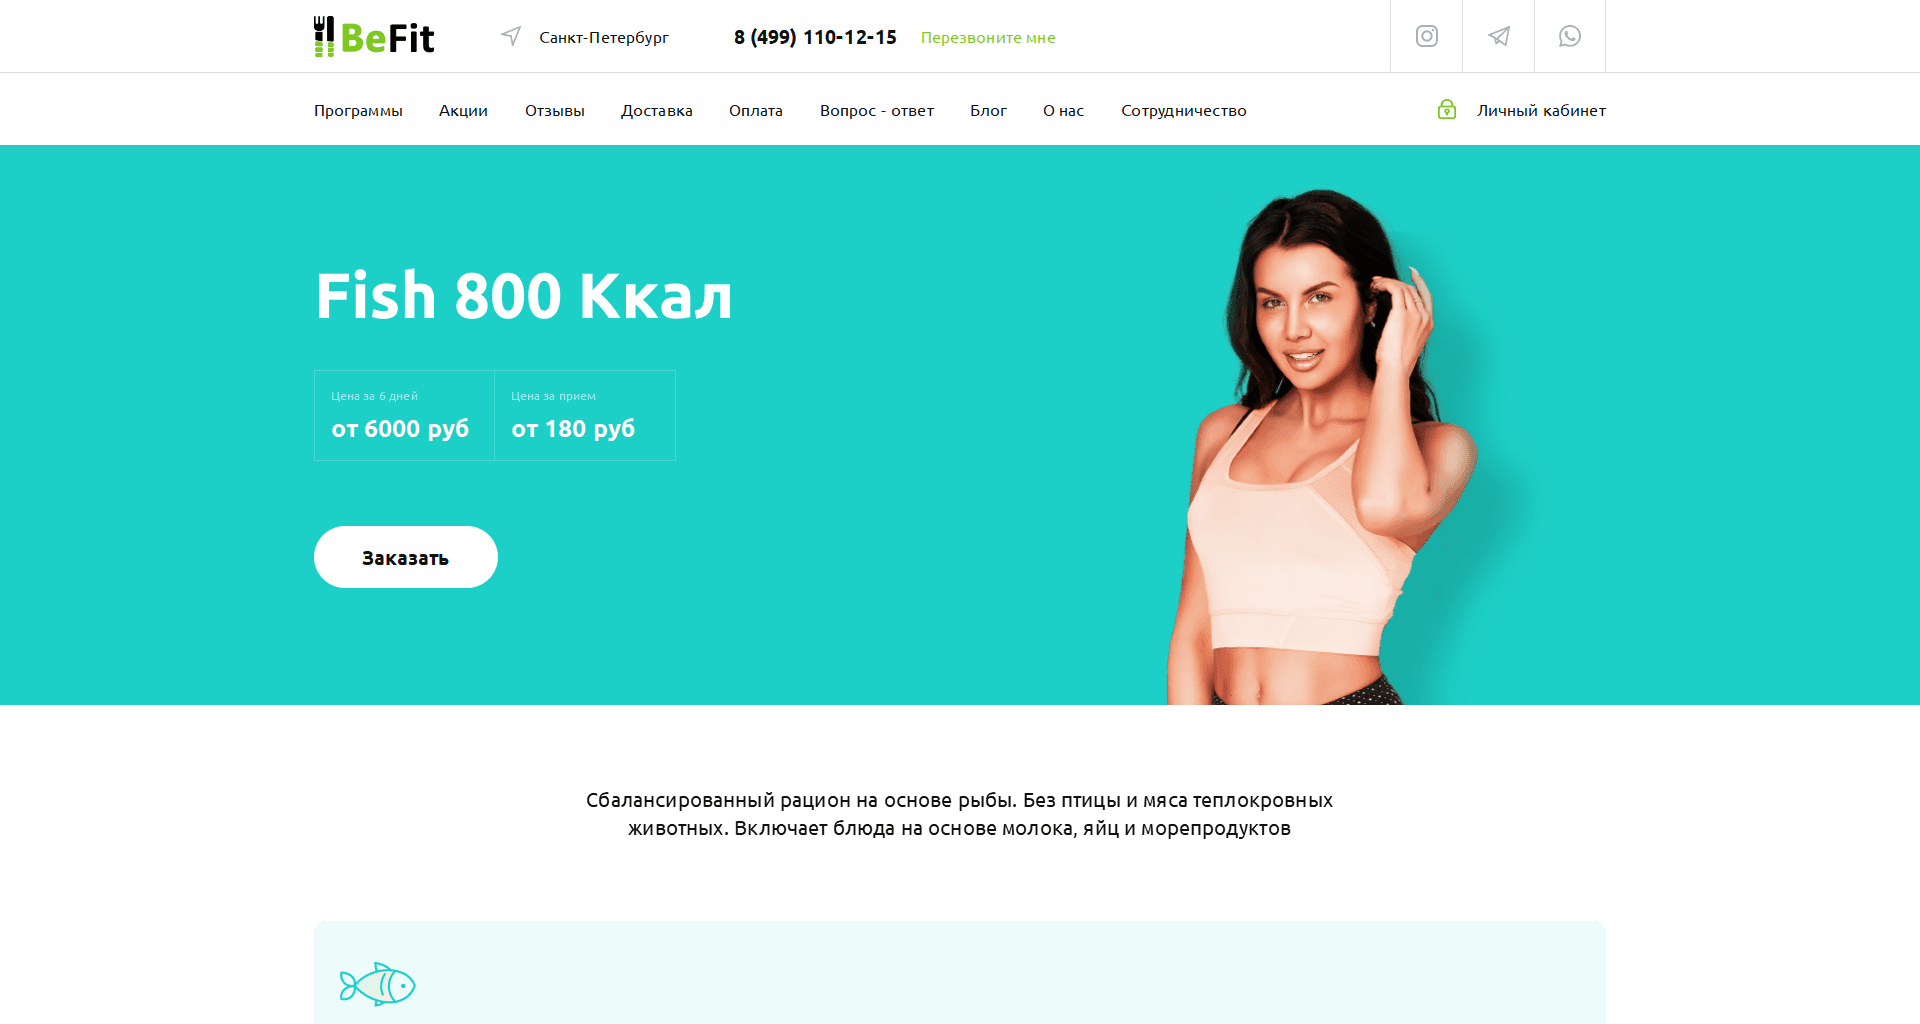 BeFit
Санкт-Петербург
8 (499) 110-12-15
Перезвоните мне
Программы
Акции
Отзывы
Доставка
Оплата
Вопрос - ответ
Блог
О нас
Сотрудничество
Личный кабинет
Fish 800 Ккал
Цена за 6 дней
от 6000 руб
Цена за прием
от 180 руб
Заказать
Сбалансированный рацион на основе рыбы. Без птицы и мяса теплокровных
животных. Включает блюда на основе молока, яйц и морепродуктов